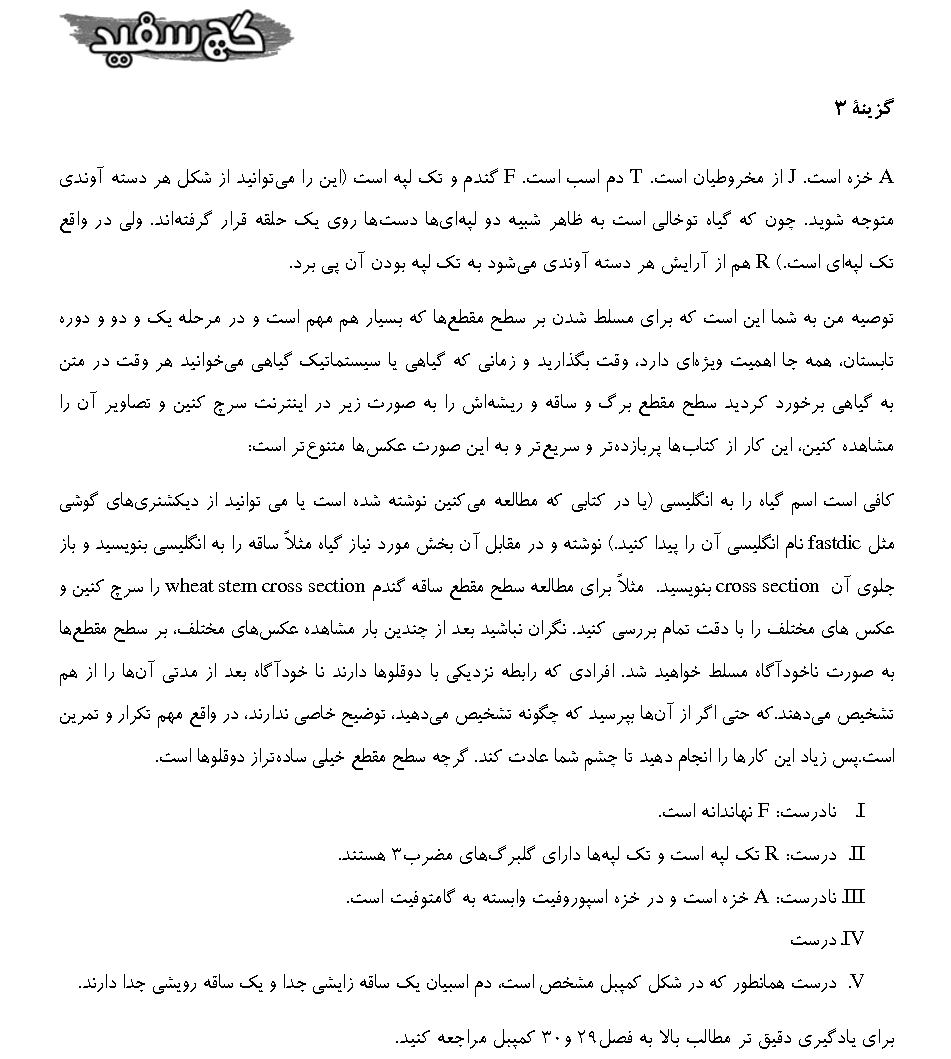 گچ سفید
گزینهٔ ۳
A خزه است. J از مخروطیان است. T دم اسب است. F گندم و تک لپه است (این را می‌توانید از شکل هر دسته آوندی
متوجه شوید. چون که گیاه توخالی است به ظاهر شبیه دو لپه‌ای‌ها دست‌ها روی یک حلقه قرار گرفته‌اند. ولی در واقع
تک لپه‌ای است.) R هم از آرایش هر دسته آوندی می‌شود به تک لپه بودن آن پی برد.
توصیه من به شما این است که برای مسلط شدن بر سطح مقطع‌ها که بسیار هم مهم است و در مرحله یک و دو و دوره
تابستان، همه جا اهمیت ویژه‌ای دارد، وقت بگذارید و زمانی که گیاهی یا سیستماتیک گیاهی می‌خوانید هر وقت در متن
به گیاهی برخورد کردید سطح مقطع برگ و ساقه و ریشه‌اش را به صورت زیر در اینترنت سرچ کنین و تصاویر آن را
مشاهده کنین، این کار از کتاب‌ها پربازده‌تر و سریع‌تر و به این صورت عکس‌ها متنوع‌تر است:
کافی است اسم گیاه را به انگلیسی (یا در کتابی که مطالعه می‌کنین نوشته شده است یا می توانید از دیکشنری‌های گوشی
مثل fastdic نام انگلیسی آن را پیدا کنید.) نوشته و در مقابل آن بخش مورد نیاز گیاه مثلاً ساقه را به انگلیسی بنویسید و باز
جلوی آن cross section بنویسید. مثلاً برای مطالعه سطح مقطع ساقه گندم wheat stem cross section را سرچ کنین و
عکس های مختلف را با دقت تمام بررسی کنید. نگران نباشید بعد از چندین بار مشاهده عکس‌های مختلف، بر سطح مقطع‌ها
به صورت ناخودآگاه مسلط خواهید شد. افرادی که رابطه نزدیکی با دوقلوها دارند نا خودآگاه بعد از مدتی آن‌ها را از هم
تشخیص می‌دهند.که حتی اگر از آن‌ها بپرسید که چگونه تشخیص می‌دهید، توضیح خاصی ندارند، در واقع مهم تکرار و تمرین
است.پس زیاد این کارها را انجام دهید تا چشم شما عادت کند. گرچه سطح مقطع خیلی ساده‌تراز دوقلوها است.
I. نادرست: F نهاندانه است.
II. درست: R تک لپه است و تک لپه‌ها دارای گلبرگ‌های مضرب۳ هستند.
III. نادرست: A خزه است و در خزه اسپوروفیت وابسته به گامتوفیت است.
IV. درست
V. درست همانطور که در شکل کمپبل مشخص است، دم اسبیان یک ساقه زایشی جدا و یک ساقه رویشی جدا دارند.
برای یادگیری دقیق تر مطالب بالا به فصل۲۹ و ۳۰ کمپبل مراجعه کنید.